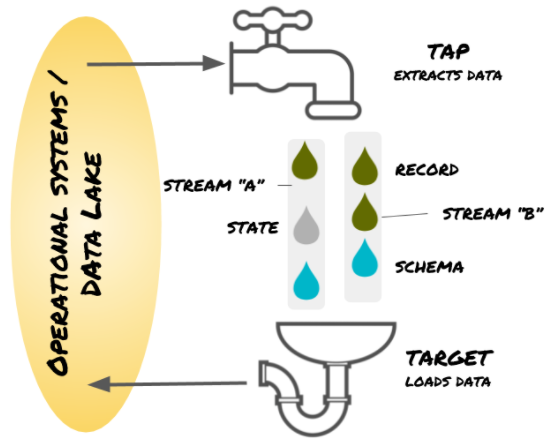 Operational systems /
Data Lake
TAP
EXTRACTS DATA
STREAM "A"
RECORD
STREAM "B"
STATE
SCHEMA
TARGET
LOADS DATA